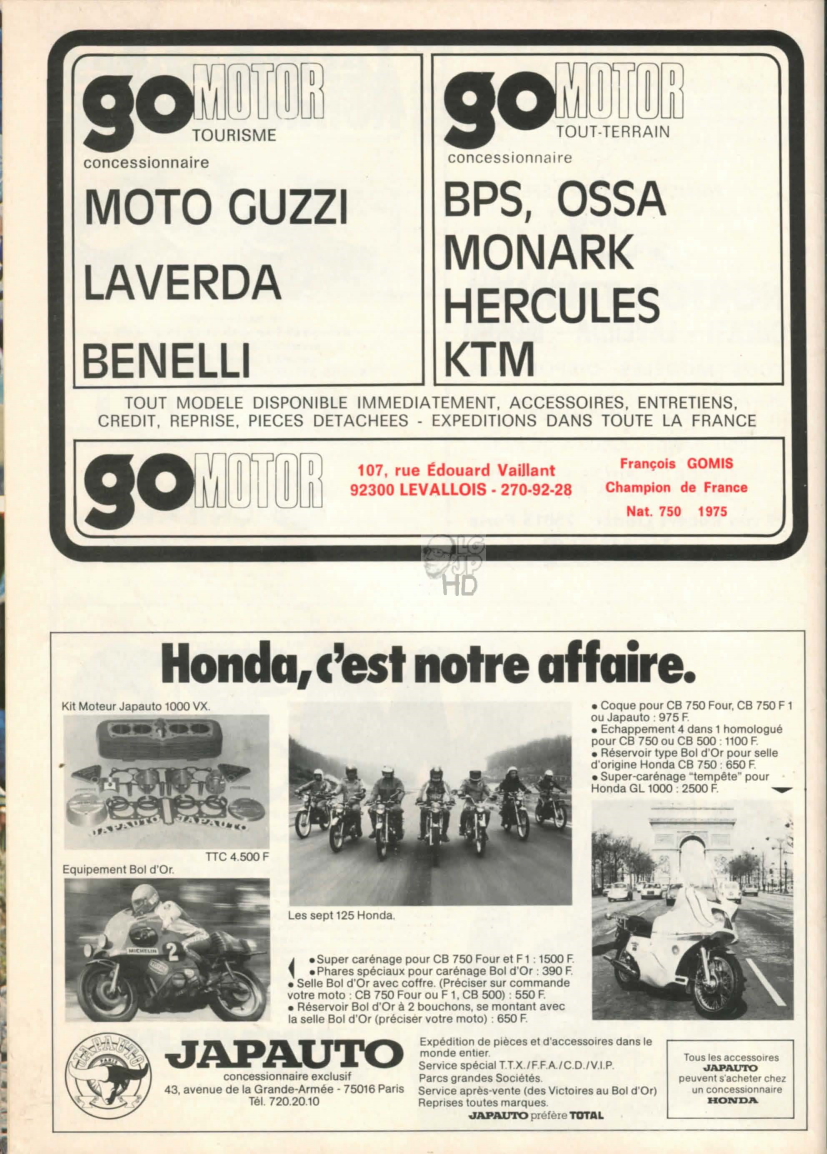 goMOTOR
TOURISME
concessionnaire
MOTO GUZZI
LAVERDA
BENELLI
goMOTOR
TOUT-TERRAIN
concessionnaire
BPS, OSSA
MONARK
HERCULES
KTM
TOUT MODELE DISPONIBLE IMMEDIATEMENT, ACCESSOIRES, ENTRETIENS,
CREDIT, REPRISE, PIECES DETACHEES - EXPEDITIONS DANS TOUTE LA FRANCE
goMOTOR
107, rue Édouard Vaillant
92300 LEVALLOIS - 270-92-28
François GOMIS
Champion de France
Nat. 750 1975
LG
JP
HD
Honda, c'est notre affaire.
Kit Moteur Japauto 1000 VX.
JAPAUTO JAPAUTO
TTC 4.500 F
Equipement Bol d'Or.
MICHELIN
2
Les sept 125 Honda.
● Super carénage pour CB 750 Four et F1 : 1500 F.
● Phares spéciaux pour carénage Bol d'Or : 390 F.
● Selle Bol d'Or avec coffre. (Préciser sur commande
votre moto : CB 750 Four ou F 1, CB 500) : 550 F.
● Réservoir Bol d'Or à 2 bouchons, se montant avec
la selle Bol d'Or (préciser votre moto) : 650 F.
● Coque pour CB 750 Four, CB 750 F 1
ou Japauto : 975 F.
● Echappement 4 dans 1 homologué
pour CB 750 ou CB 500 : 1100 F.
● Réservoir type Bol d'Or pour selle
d'origine Honda CB 750 : 650 F.
● Super-carénage "tempête" pour
Honda GL 1000 : 2500 F.
JAPAUTO
PARIS
JAPAUTO
concessionnaire exclusif
43, avenue de la Grande-Armée - 75016 Paris
Tél. 720.20.10
Expédition de pièces et d'accessoires dans le
monde entier.
Service spécial T.T.X./F.F.A./C.D./V.I.P.
Parcs grandes Sociétés.
Service après-vente (des Victoires au Bol d'Or)
Reprises toutes marques.
JAPAUTO préfère TOTAL
Tous les accessoires
JAPAUTO
peuvent s'acheter chez
un concessionnaire
HONDA